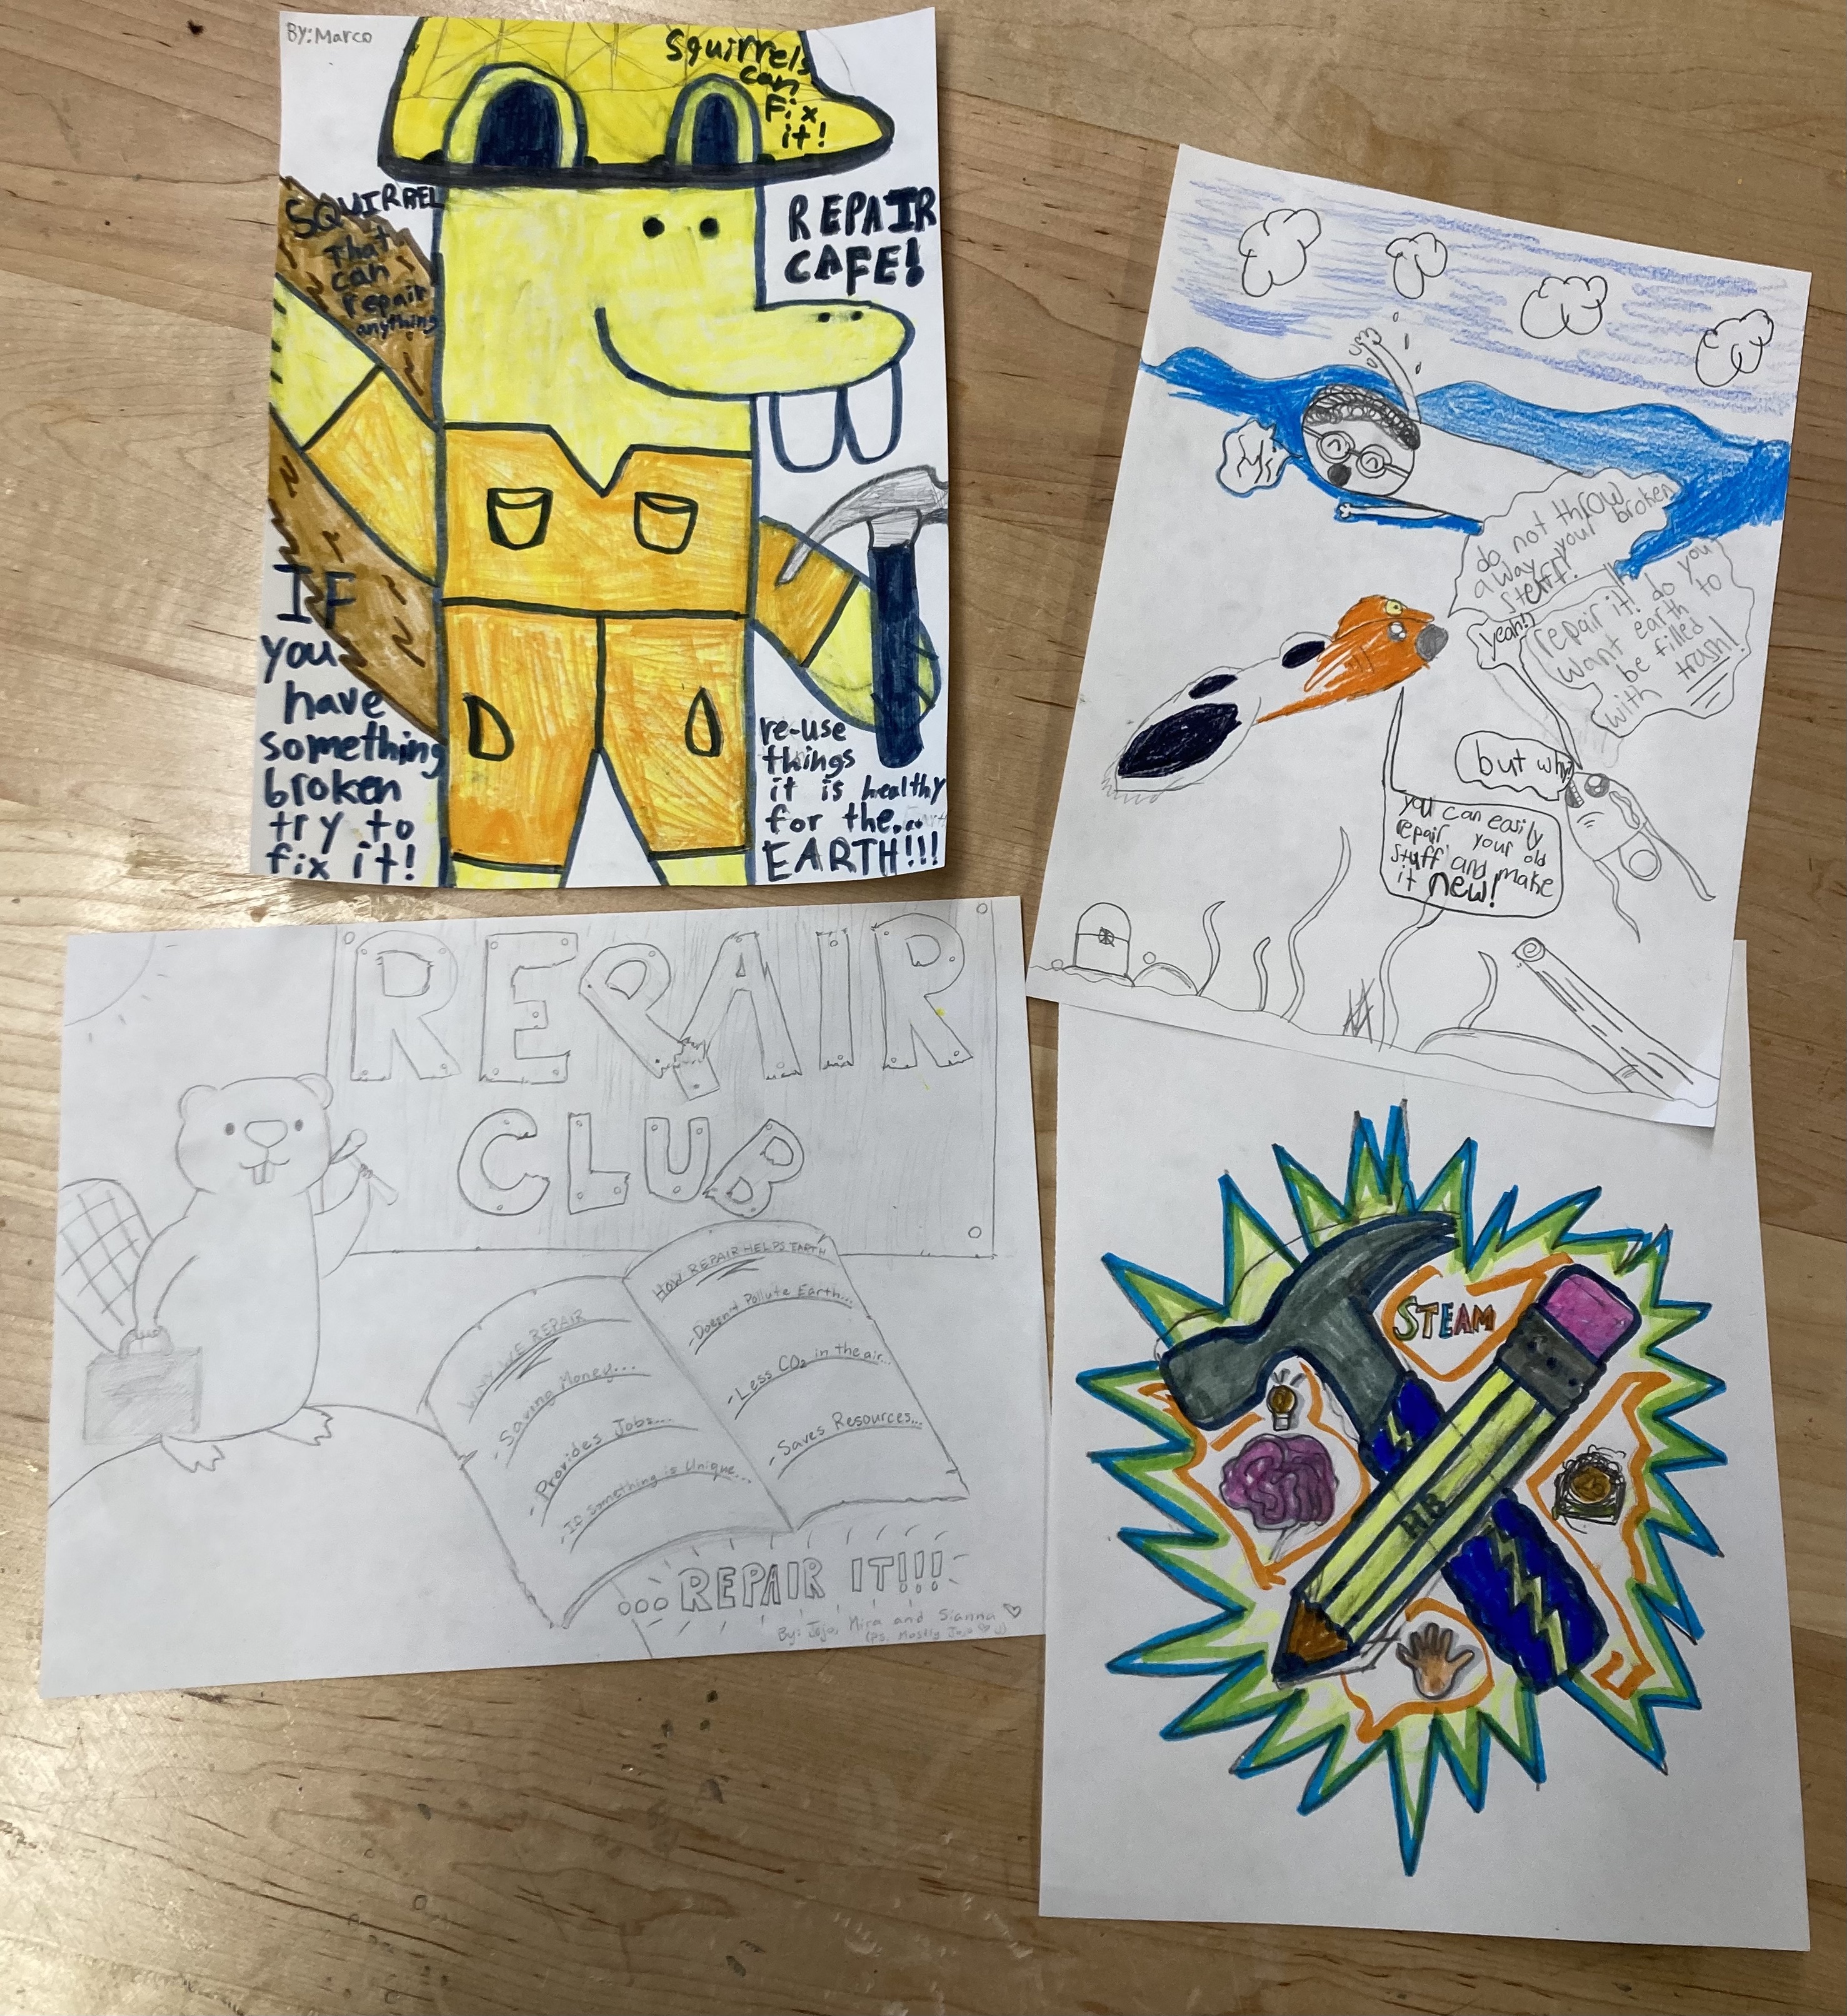 By: Marco
Squirrels
can
Fix
it!
SQUIRREL
That
can
repair
anything
REPAIR
CAFE!
IF
you
have
something
broken
try to
fix it!
re-use
things
it is healthy
for the...
EARTH!!!
do not throw
away your broken
steff!
yeah!
repair it! do you
want earth to
be filled
with trash!
but why
you can easily
repair your old
stuff and make
it new!
REPAIR
CLUB
WHY WE REPAIR
- Saving Money...
- Provides Jobs...
- If Something is Unique...
HOW REPAIR HELPS EARTH
- Doesn't Pollute Earth...
- Less CO₂ in the air...
- Saves Resources...
...REPAIR IT!!!
By: Jojo, Mira and Sianna
(PS. Mostly Jojo
STEAM
HB